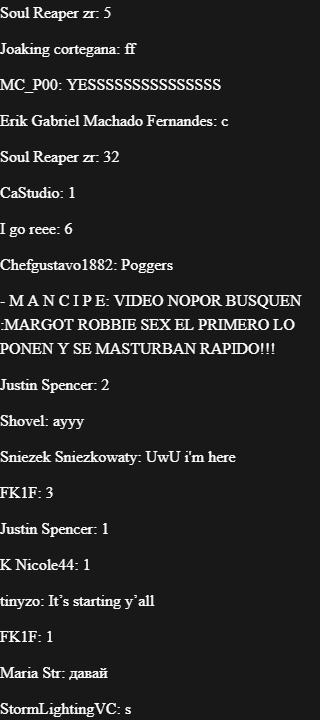 Soul Reaper zr: 5
Joaking cortegana: ff
MC_P00: YESSSSSSSSSSSSSSS
Erik Gabriel Machado Fernandes: c
Soul Reaper zr: 32
CaStudio: 1
I go reee: 6
Chefgustavo1882: Poggers
- M A N C I P E: VIDEO NOPOR BUSQUEN
:MARGOT ROBBIE SEX EL PRIMERO LO
PONEN Y SE MASTURBAN RAPIDO!!!
Justin Spencer: 2
Shovel: ayyy
Sniezek Sniezkowaty: UwU i'm here
FK1F: 3
Justin Spencer: 1
K Nicole44: 1
tinyzo: It’s starting y’all
FK1F: 1
Maria Str: давай
StormLightingVC: s